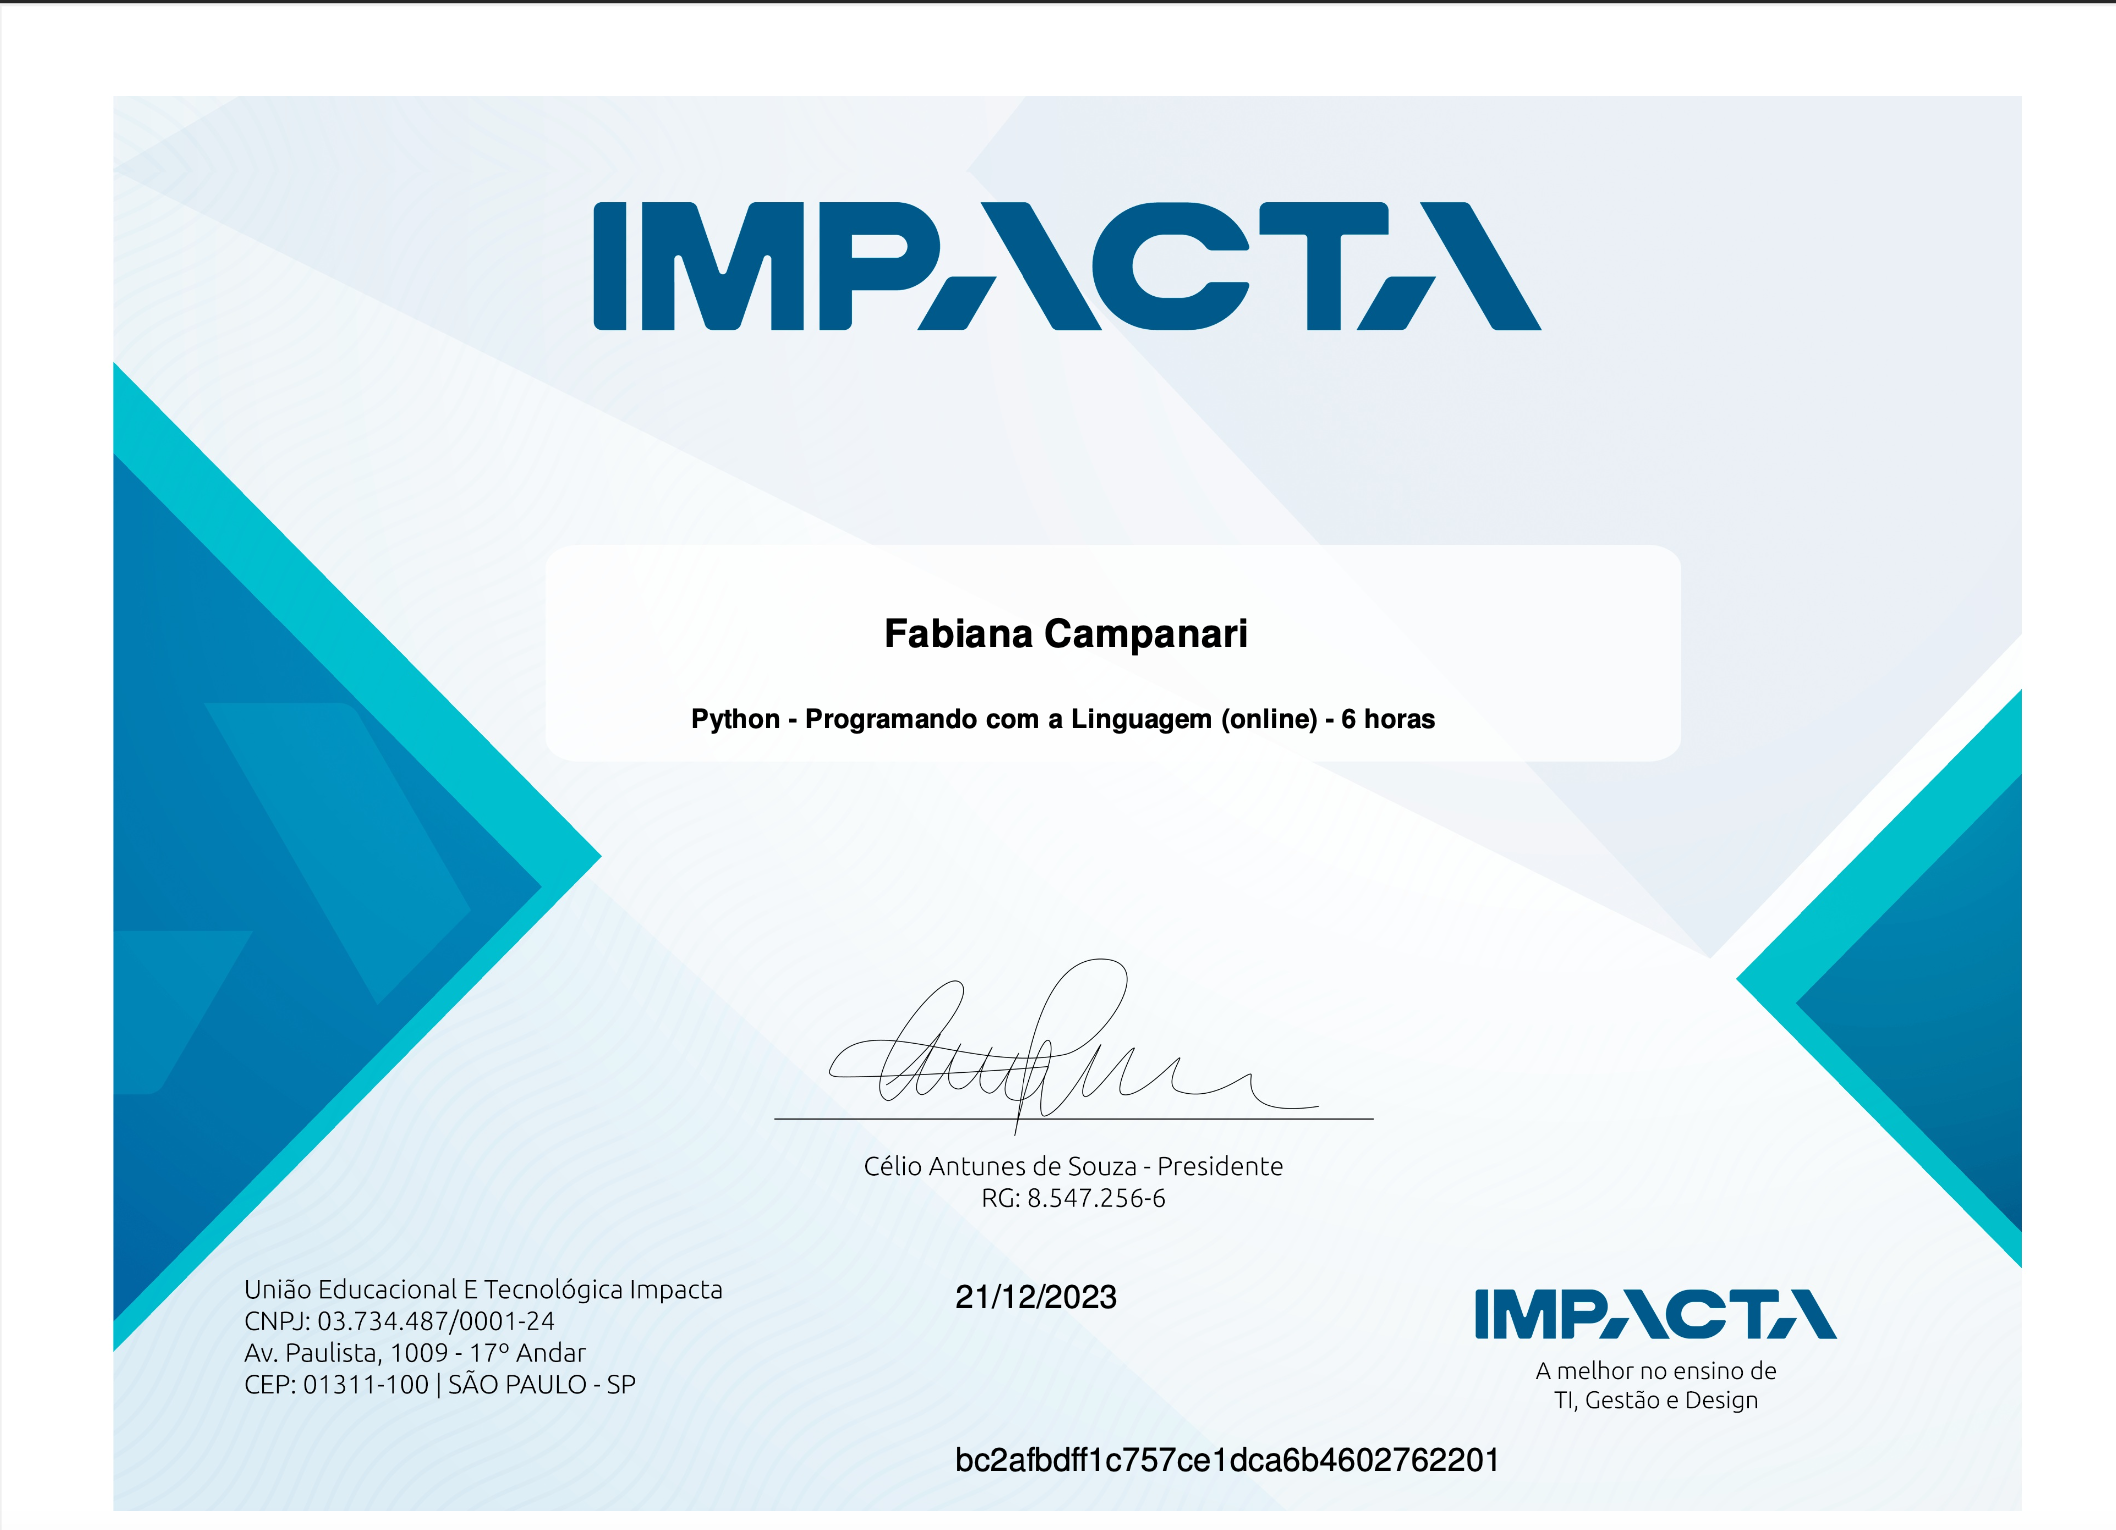 IMPACTA
Fabiana Campanari
Python - Programando com a Linguagem (online) - 6 horas
Célio Antunes de Souza - Presidente
RG: 8.547.256-6
União Educacional E Tecnológica Impacta
CNPJ: 03.734.487/0001-24
Av. Paulista, 1009 - 17º Andar
CEP: 01311-100 | SÃO PAULO - SP
21/12/2023
IMPACTA
A melhor no ensino de
TI, Gestão e Design
bc2afbdff1c757ce1dca6b4602762201